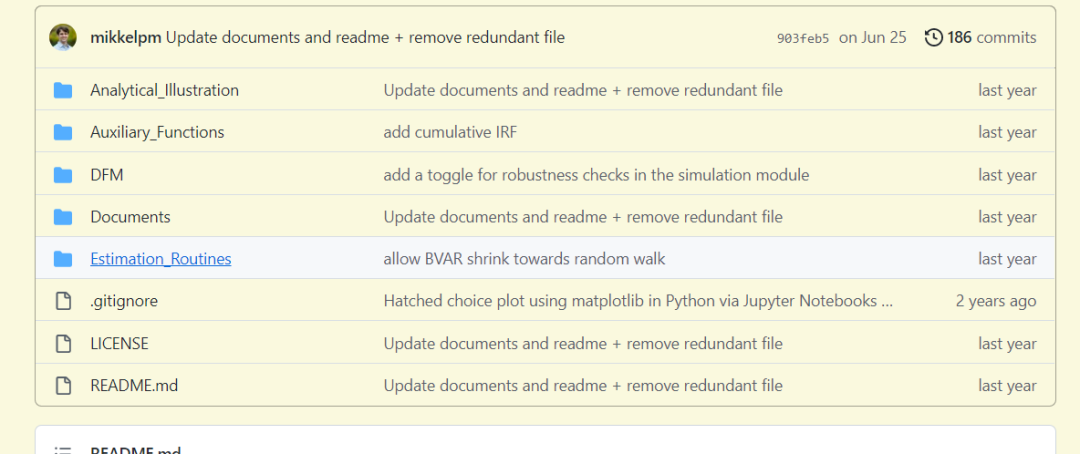 mikkelpm Update documents and readme + remove redundant file 903feb5 on Jun 25 186 commits
Analytical_Illustration Update documents and readme + remove redundant file last year
Auxiliary_Functions add cumulative IRF last year
DFM add a toggle for robustness checks in the simulation module last year
Documents Update documents and readme + remove redundant file last year
Estimation_Routines allow BVAR shrink towards random walk last year
.gitignore Hatched choice plot using matplotlib in Python via Jupyter Notebooks ... 2 years ago
LICENSE Update documents and readme + remove redundant file last year
README.md Update documents and readme + remove redundant file last year
README.md